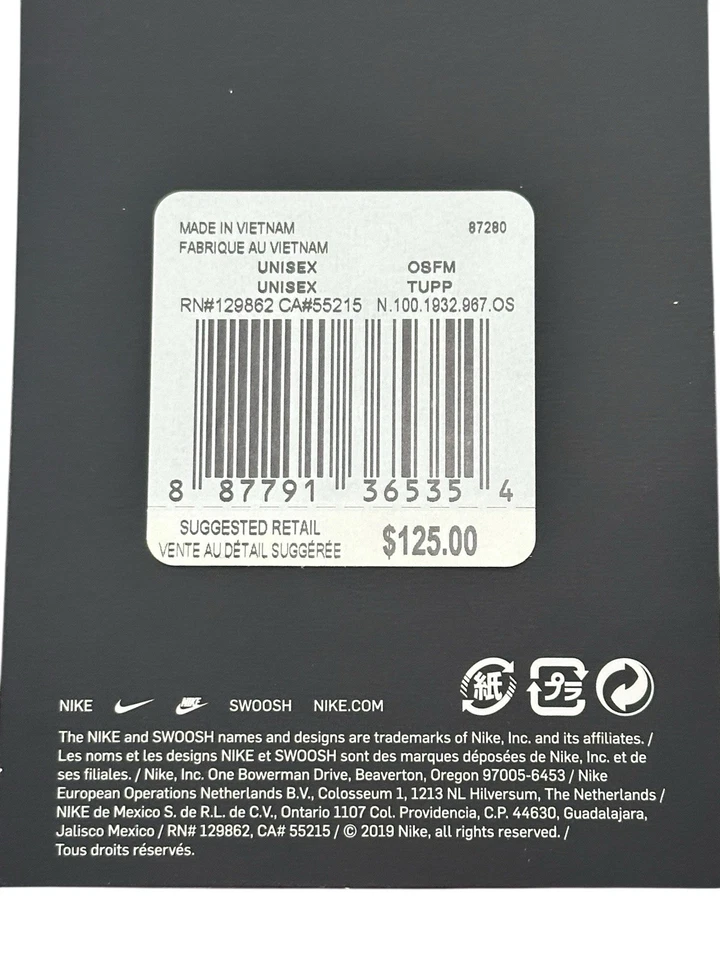 MADE IN VIETNAM 87280
FABRIQUE AU VIETNAM
UNISEX OSFM
UNISEX TUPP
RN#129862 CA#55215 N.100.1932.967.OS
8 87791 36535 4
SUGGESTED RETAIL
VENTE AU DÉTAIL SUGGÉRÉE $125.00
紙 プラ
NIKE NIKE SWOOSH NIKE.COM
The NIKE and SWOOSH names and designs are trademarks of Nike, Inc. and its affiliates. /
Les noms et les designs NIKE et SWOOSH sont des marques déposées de Nike, Inc. et de
ses filiales. / Nike, Inc. One Bowerman Drive, Beaverton, Oregon 97005-6453 / Nike
European Operations Netherlands B.V., Colosseum 1, 1213 NL Hilversum, The Netherlands /
NIKE de Mexico S. de R.L. de C.V., Ontario 1107 Col. Providencia, C.P. 44630, Guadalajara,
Jalisco Mexico / RN# 129862, CA# 55215 / © 2019 Nike, all rights reserved. /
Tous droits réservés.